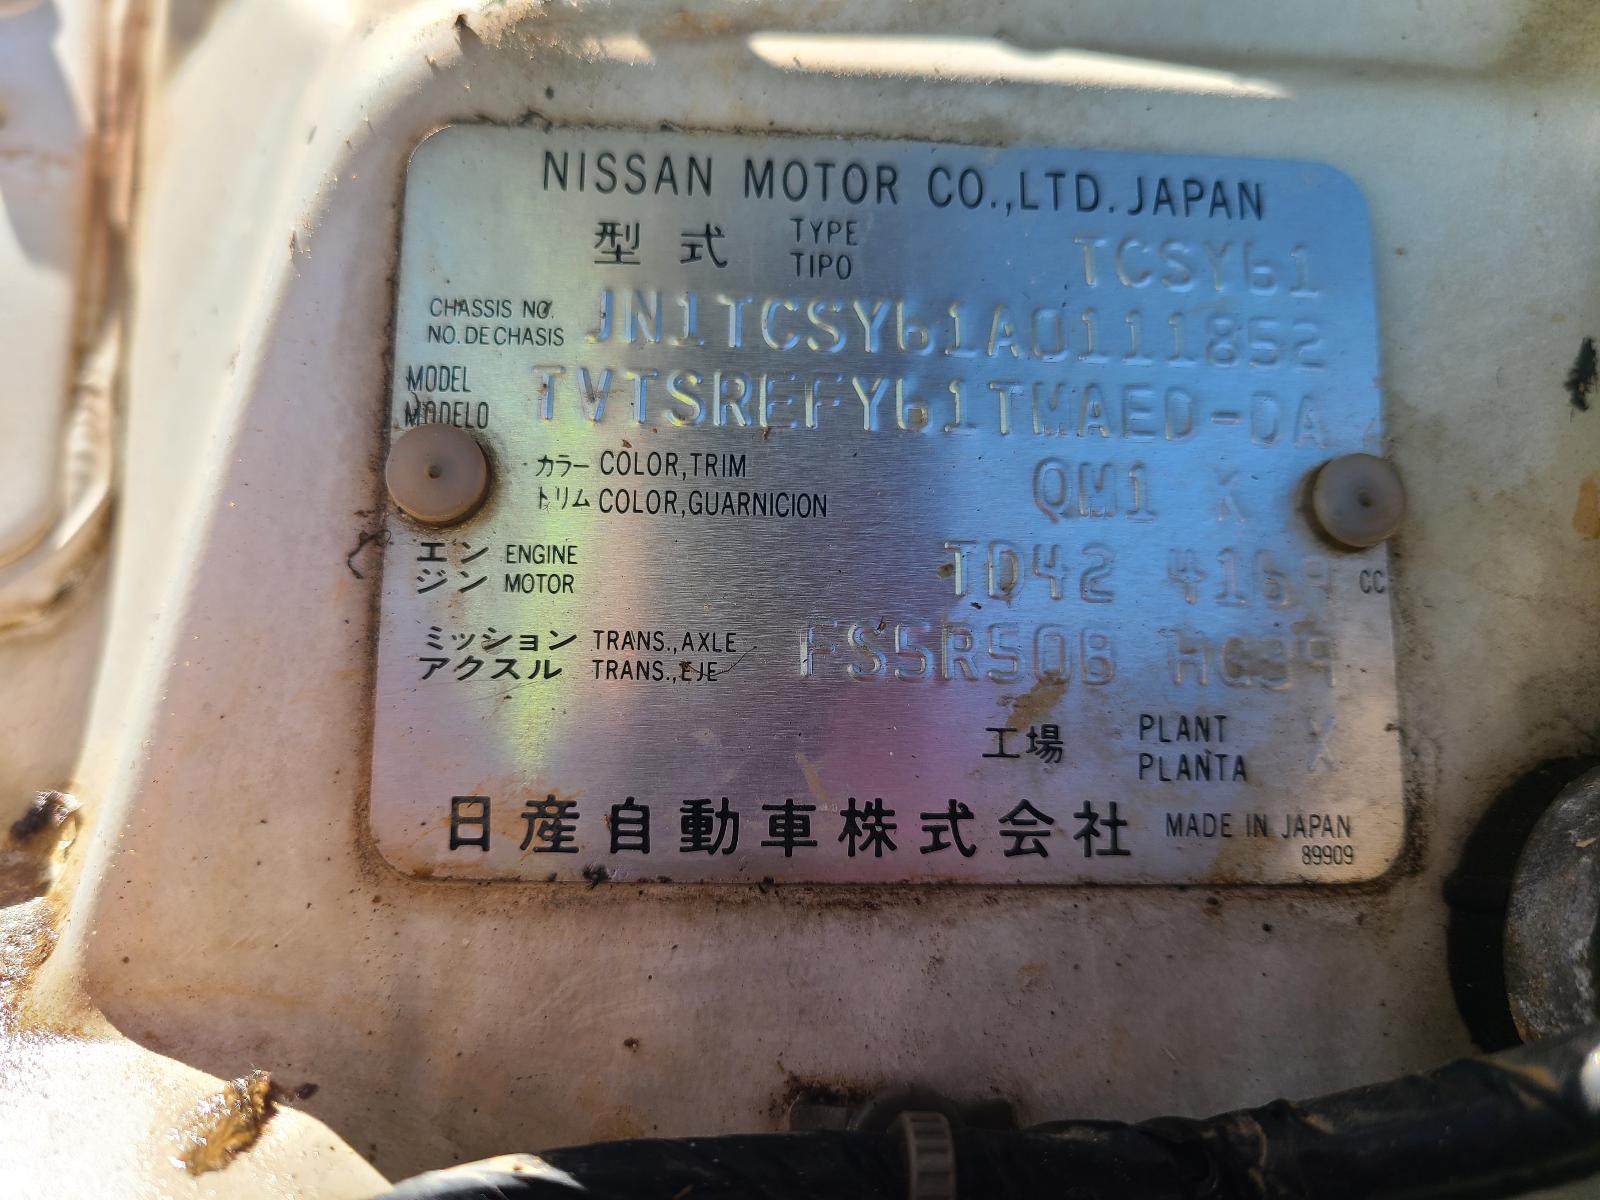 NISSAN MOTOR CO.,LTD.JAPAN
型式 TYPE TIPO TCSY61
CHASSIS NO. NO.DE CHASIS JN1TCSY61A0111852
MODEL MODELO TVTSREFY61TMAED-DA
カラー COLOR,TRIM QM1 K
トリム COLOR,GUARNICION
エン ENGINE TD42 4169 CC
ジン MOTOR
ミッション TRANS.,AXLE FS5R50B HG39
アクスル TRANS.,EJE
工場 PLANT PLANTA X
日産自動車株式会社 MADE IN JAPAN
89909